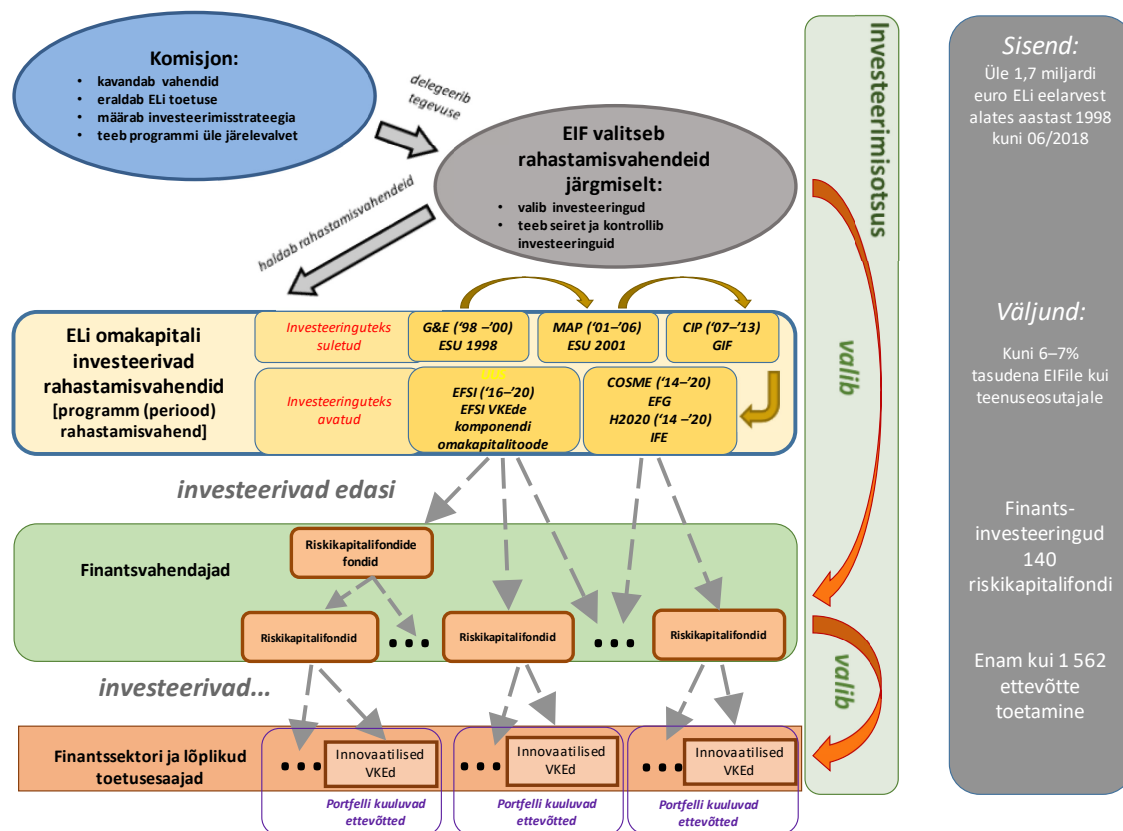 Komisjon:
• kavandab vahendid
• eraldab ELi toetuse
• määrab investeerimisstrateegia
• teeb programmi üle järelevalvet
delegeerib
tegevuse
EIF valitseb
rahastamisvahendeid
järgmiselt:
• valib investeeringud
• teeb seiret ja kontrollib
investeeringuid
haldab rahastamisvahendeid
ELi omakapitali
investeerivad
rahastamisvahendid
[programm (periood)
rahastamisvahend]
Investeeringuteks
suletud
G&E (‘98 –’00)
ESU 1998
MAP (‘01–’06)
ESU 2001
CIP (’07–’13)
GIF
Investeeringuteks
avatud
UUS
EFSI (’16–’20)
EFSI VKEde
komponendi
omakapitalitoode
COSME (’14–’20)
EFG
H2020 (’14 –’20)
IFE
investeerivad edasi
Finantsvahendajad
Riskikapitalifondide
fondid
Riskikapitalifondid
•••
Riskikapitalifondid
•••
Riskikapitalifondid
investeerivad...
Finantssektori ja lõplikud
toetusesaajad
•••
Innovaatilised
VKEd
•••
Innovaatilised
VKEd
•••
Innovaatilised
VKEd
Portfelli kuuluvad
ettevõtted
Portfelli kuuluvad
ettevõtted
Portfelli kuuluvad
ettevõtted
Investeerimisotsus
valib
valib
Sisend:
Üle 1,7 miljardi
euro ELi eelarvest
alates aastast 1998
kuni 06/2018
Väljund:
Kuni 6–7%
tasudena EIFile kui
teenuseosutajale
Finants-
investeeringud
140
riskikapitalifondi
Enam kui 1 562
ettevõtte
toetamine